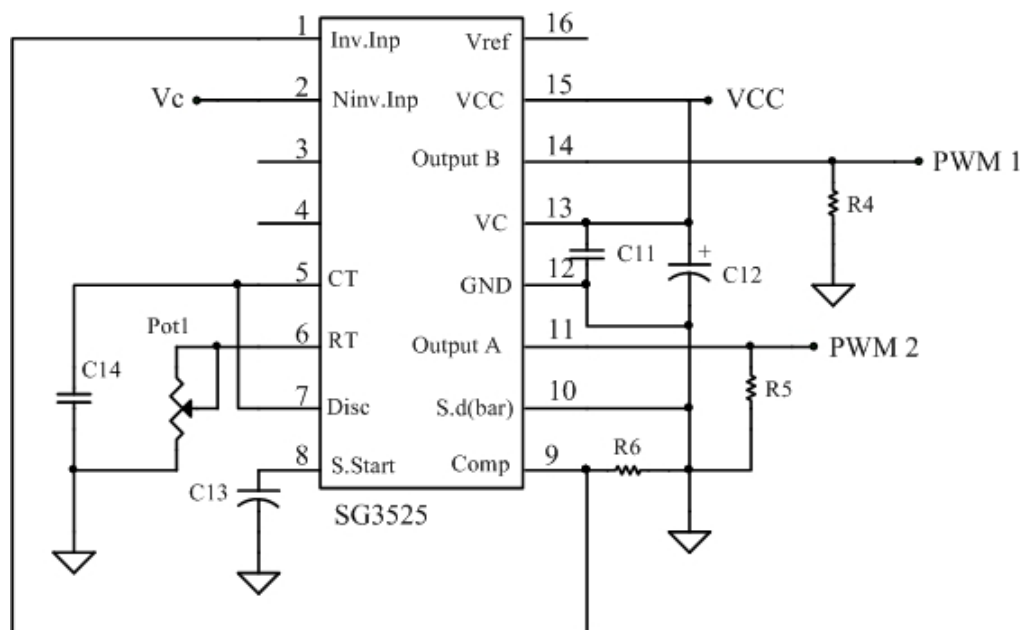 1
Inv.Inp
Vref
16
Vc
2
Ninv.Inp
VCC
15
VCC
3
Output B
14
PWM 1
R4
4
VC
13
C11
+
C12
5
CT
GND
12
Pot1
6
RT
Output A
11
PWM 2
C14
R5
7
Disc
S.d(bar)
10
8
S.Start
Comp
9
R6
C13
SG3525